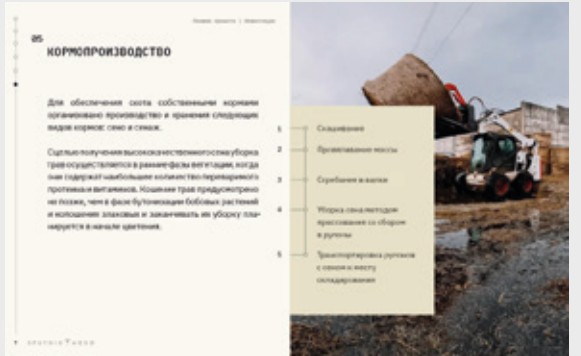 05
КОРМОПРОИЗВОДСТВО
Для обеспечения скота собственными кормами
организовано производство и хранения следующих
видов кормов: сено и сенаж.
С целью получения высококачественного сена уборка
трав осуществляется в ранние фазы вегетации, когда
они содержат наибольшее количество переваримого
протеина и витаминов. Кошение трав предусмотрено
не позже, чем в фазе бутонизации бобовых растений
и колошения злаковых и заканчивать их уборку пла-
нируется в начале цветения.
1 Скашивание
2 Провяливание массы
3 Сгребание в валки
4 Уборка сена методом
прессования со сбором
в рулоны
5 Транспортировка рулонов
с сеном к месту
складирования